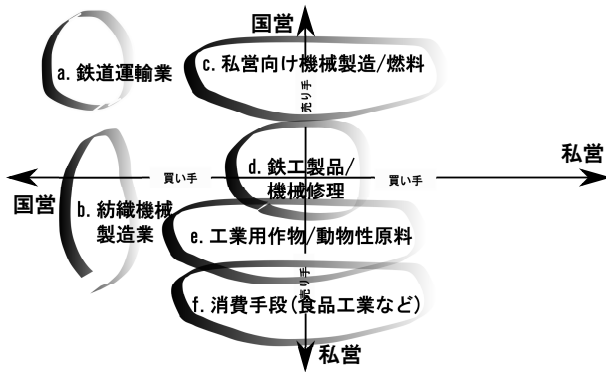 国営
a. 鉄道運輸業
c. 私営向け機械製造/燃料
売り手
d. 鉄工製品/
機械修理
買い手
買い手
国営
私営
b. 紡織機械
製造業
e. 工業用作物/動物性原料
売り手
f. 消費手段(食品工業など)
私営